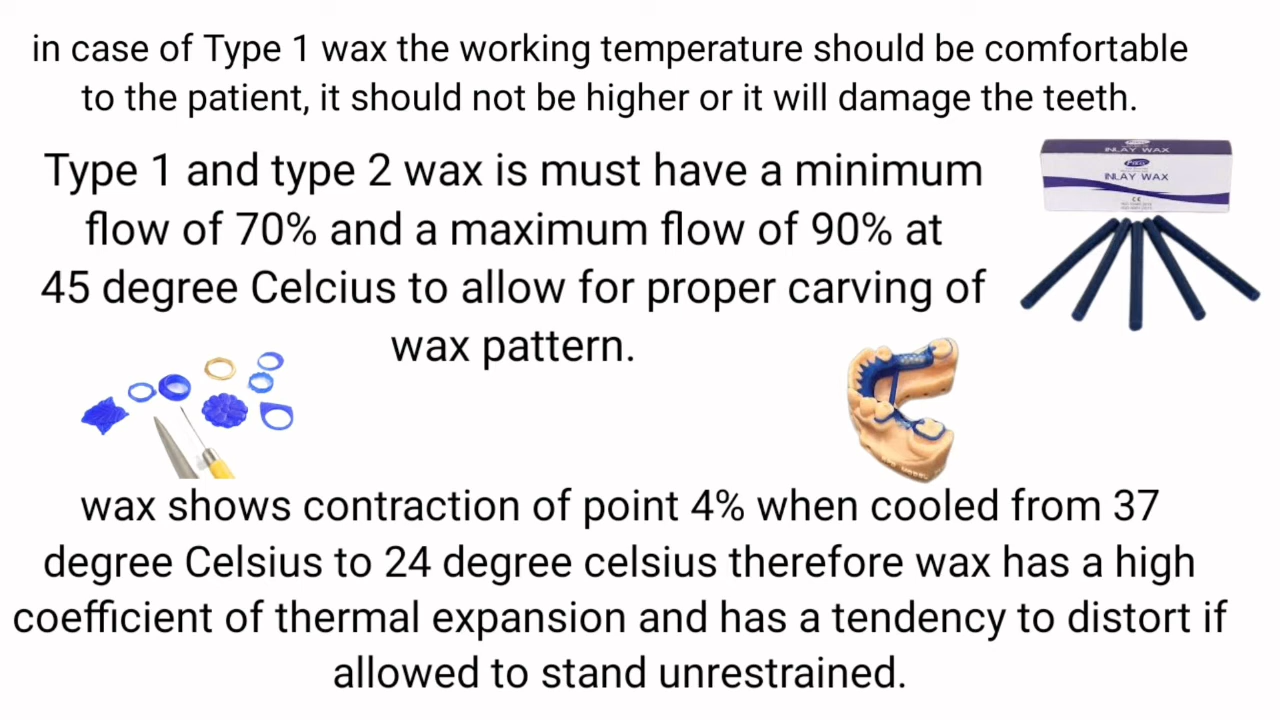 in case of Type 1 wax the working temperature should be comfortable
to the patient, it should not be higher or it will damage the teeth.
Type 1 and type 2 wax is must have a minimum
flow of 70% and a maximum flow of 90% at
45 degree Celcius to allow for proper carving of
wax pattern.
INLAY WAX
INLAY WAX
wax shows contraction of point 4% when cooled from 37
degree Celsius to 24 degree celsius therefore wax has a high
coefficient of thermal expansion and has a tendency to distort if
allowed to stand unrestrained.